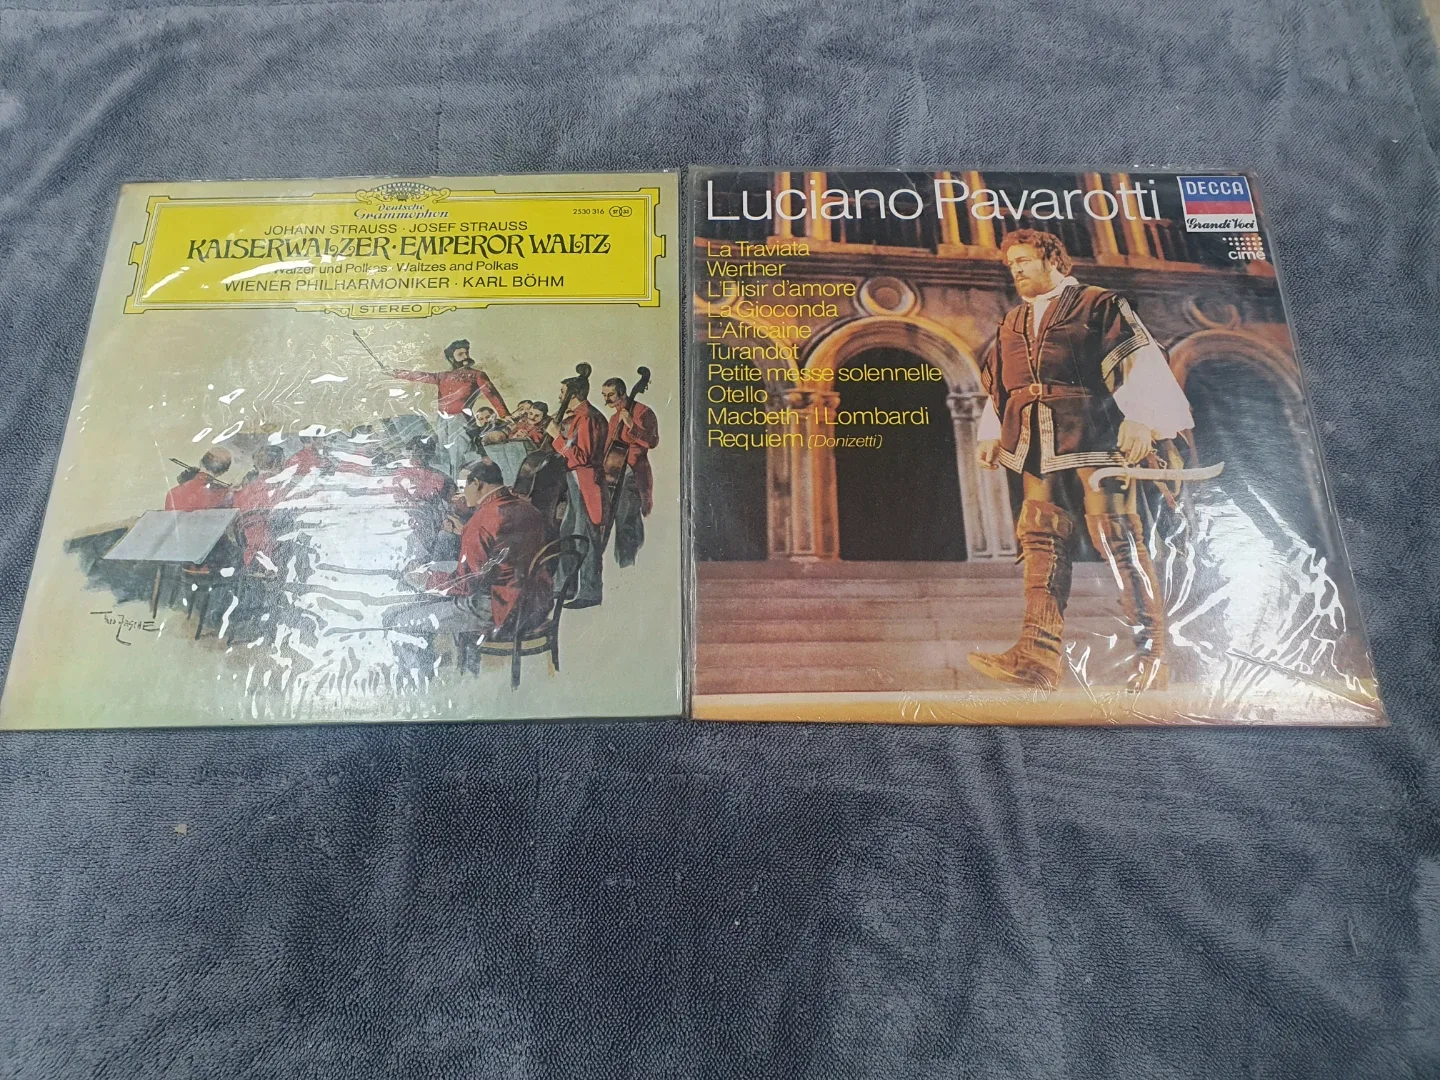 Deutsche
Grammophon
2530 316
JOHANN STRAUSS · JOSEF STRAUSS
KAISERWALZER · EMPEROR WALTZ
Walzer und Polkas · Waltzes and Polkas
WIENER PHILHARMONIKER · KARL BÖHM
STEREO
Luciano Pavarotti
DECCA
Grandi Voci
cime
La Traviata
Werther
L'Elisir d'amore
La Gioconda
L'Africaine
Turandot
Petite messe solennelle
Otello
Macbeth · I Lombardi
Requiem (Donizetti)